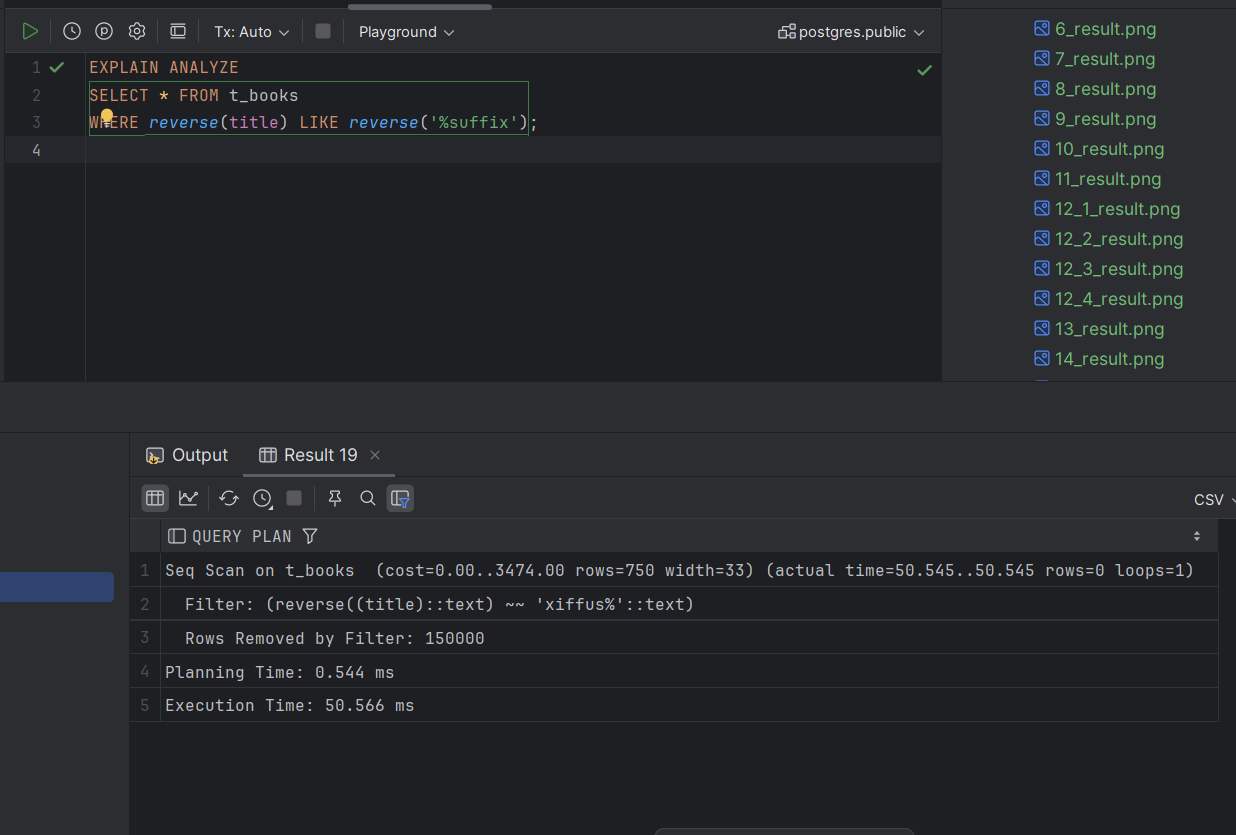 Tx: Auto
Playground
postgres.public
1 EXPLAIN ANALYZE
2 SELECT * FROM t_books
3 WHERE reverse(title) LIKE reverse('%suffix');
4
6_result.png
7_result.png
8_result.png
9_result.png
10_result.png
11_result.png
12_1_result.png
12_2_result.png
12_3_result.png
12_4_result.png
13_result.png
14_result.png
Output
Result 19
CSV
QUERY PLAN
1 Seq Scan on t_books  (cost=0.00..3474.00 rows=750 width=33) (actual time=50.545..50.545 rows=0 loops=1)
2   Filter: (reverse((title)::text) ~~ 'xiffus%'::text)
3   Rows Removed by Filter: 150000
4 Planning Time: 0.544 ms
5 Execution Time: 50.566 ms